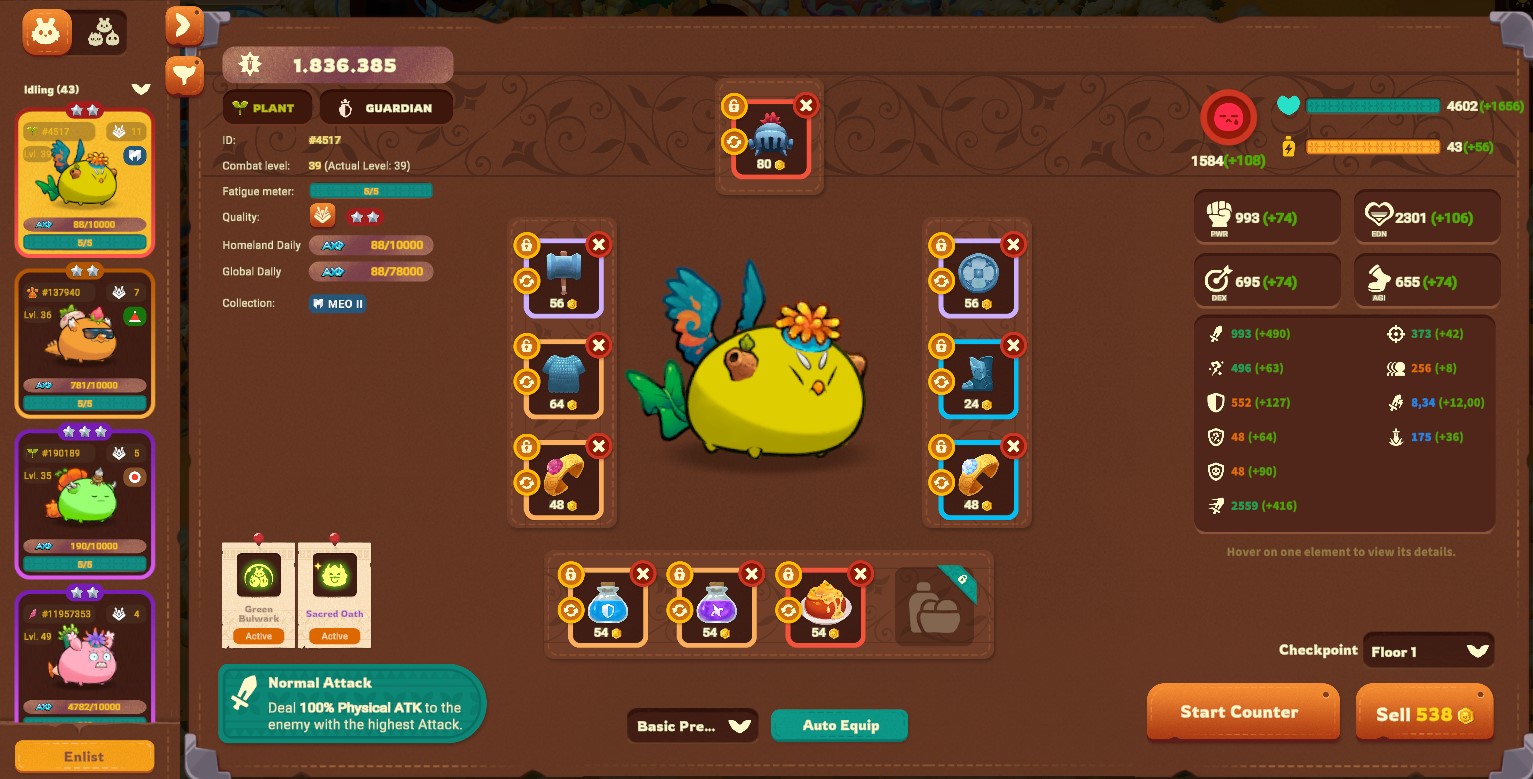 Idling (43)
#4517
11
Lvl. 39
88/10000
5/5
#137940
7
Lvl. 36
781/10000
5/5
#190189
5
Lvl. 35
190/10000
5/5
#11957353
4
Lvl. 49
4782/10000
Enlist
1.836.385
PLANT
GUARDIAN
ID:
#4517
Combat level:
39 (Actual Level: 39)
Fatigue meter:
5/5
Quality:
Homeland Daily
88/10000
Global Daily
88/78000
Collection:
MEO II
80
56
64
48
56
24
48
54
54
54
Green
Bulwark
Active
Sacred Oath
Active
Normal Attack
Deal 100% Physical ATK to the
enemy with the highest Attack.
Basic Pre...
Auto Equip
1584(+108)
4602(+1656)
43(+56)
PWR
993 (+74)
EDN
2301 (+106)
DEX
695 (+74)
AGI
655 (+74)
993 (+490)
373 (+42)
496 (+63)
256 (+8)
552 (+127)
8,34 (+12,00)
48 (+64)
175 (+36)
48 (+90)
2559 (+416)
Hover on one element to view its details.
Checkpoint
Floor 1
Start Counter
Sell 538